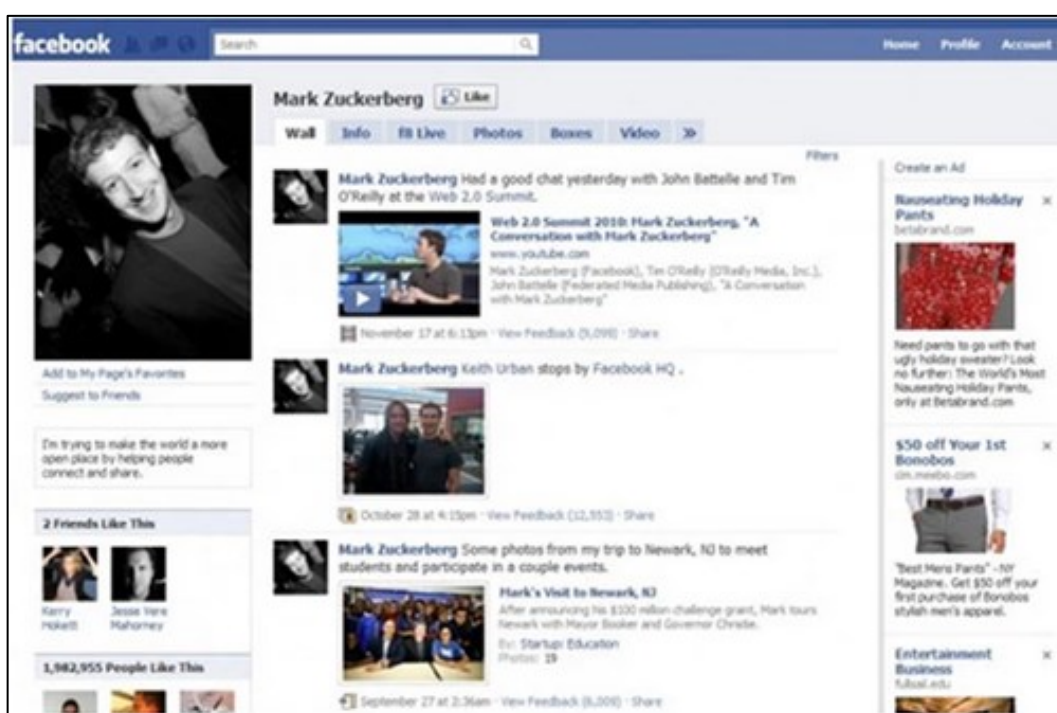 facebook
Search
Home Profile Account
Mark Zuckerberg Like
Wall Info f8 Live Photos Boxes Video »
Filters
Mark Zuckerberg Had a good chat yesterday with John Battelle and Tim
O'Reilly at the Web 2.0 Summit.
Web 2.0 Summit 2010: Mark Zuckerberg, "A
Conversation with Mark Zuckerberg"
www.youtube.com
Mark Zuckerberg (Facebook), Tim O'Reilly (O'Reilly Media, Inc.),
John Battelle (Federated Media Publishing), "A Conversation
with Mark Zuckerberg"
November 17 at 6:13pm · View Feedback (9,098) · Share
Mark Zuckerberg Keith Urban stops by Facebook HQ .
October 28 at 4:15pm · View Feedback (12,553) · Share
Mark Zuckerberg Some photos from my trip to Newark, NJ to meet
students and participate in a couple events.
Mark's Visit to Newark, NJ
After announcing his $100 million challenge grant, Mark tours
Newark with Mayor Booker and Governor Christie.
By: Startup: Education
Photos: 19
September 27 at 2:36am · View Feedback (6,009) · Share
Add to My Page's Favorites
Suggest to Friends
I'm trying to make the world a more
open place by helping people
connect and share.
2 Friends Like This
Kerry
Hokett
Jesse Vere
Mahorney
1,982,955 People Like This
Create an Ad
Nauseating Holiday
Pants
betabrand.com
Need pants to go with that
ugly holiday sweater? Look
no further: The World's Most
Nauseating Holiday Pants,
only at Betabrand.com
$50 off Your 1st
Bonobos
cim.meebo.com
"Best Mens Pants" -NY
Magazine. Get $50 off your
first purchase of Bonobos
stylish men's apparel.
Entertainment
Business
fullsail.edu